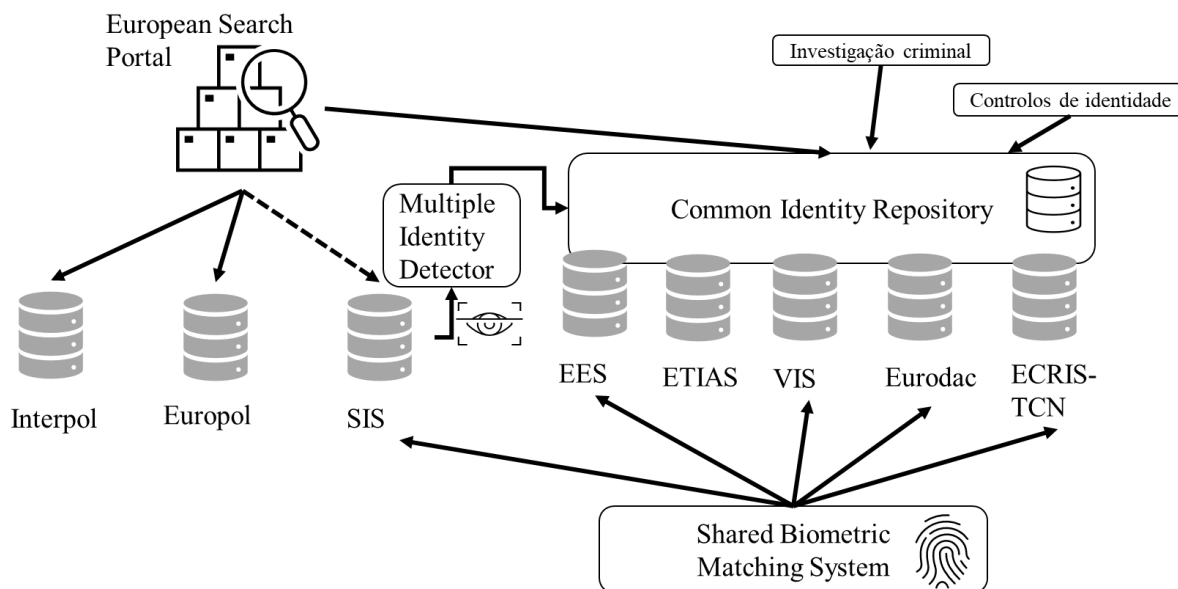 European Search
Portal
Investigação criminal
Controlos de identidade
Multiple
Identity
Detector
Common Identity Repository
Interpol
Europol
SIS
EES
ETIAS
VIS
Eurodac
ECRIS-
TCN
Shared Biometric
Matching System